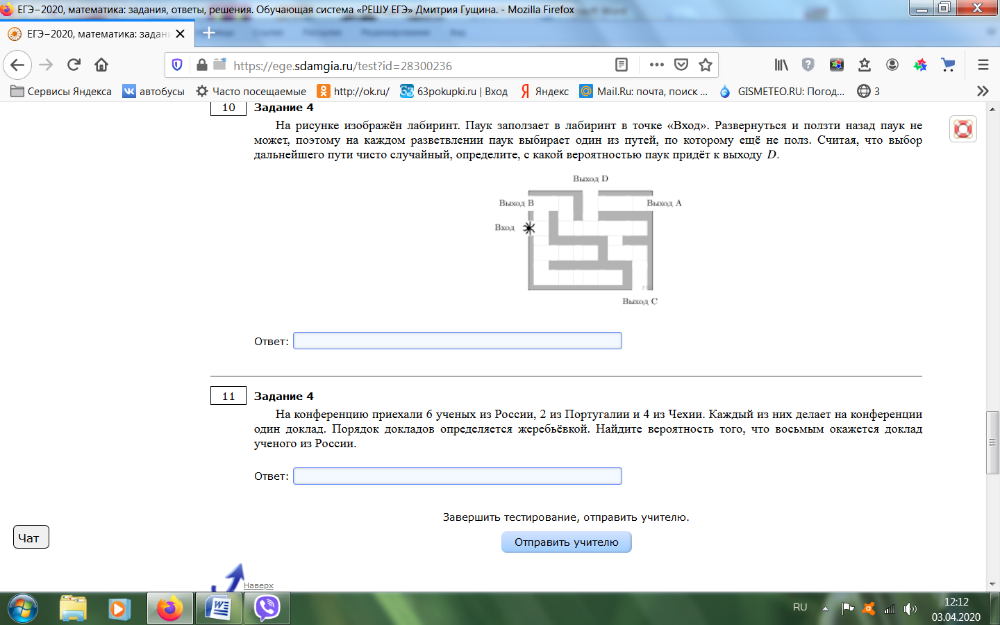 ЕГЭ–2020, математика: задания, ответы, решения. Обучающая система «РЕШУ ЕГЭ» Дмитрия Гущина. - Mozilla Firefox
ЕГЭ–2020, математика: задан
https://ege.sdamgia.ru/test?id=28300236
Сервисы Яндекса
автобусы
Часто посещаемые
http://ok.ru/
63pokupki.ru | Вход
Яндекс
Mail.Ru: почта, поиск ...
GISMETEO.RU: Погод...
3
10 Задание 4
На рисунке изображён лабиринт. Паук заползает в лабиринт в точке «Вход». Развернуться и ползти назад паук не
может, поэтому на каждом разветвлении паук выбирает один из путей, по которому ещё не полз. Считая, что выбор
дальнейшего пути чисто случайный, определите, с какой вероятностью паук придёт к выходу D.
Выход D
Выход B
Выход A
Вход
Выход C
Ответ:
11 Задание 4
На конференцию приехали 6 ученых из России, 2 из Португалии и 4 из Чехии. Каждый из них делает на конференции
один доклад. Порядок докладов определяется жеребьёвкой. Найдите вероятность того, что восьмым окажется доклад
ученого из России.
Ответ:
Завершить тестирование, отправить учителю.
Отправить учителю
Чат
Наверх
RU
12:12
03.04.2020